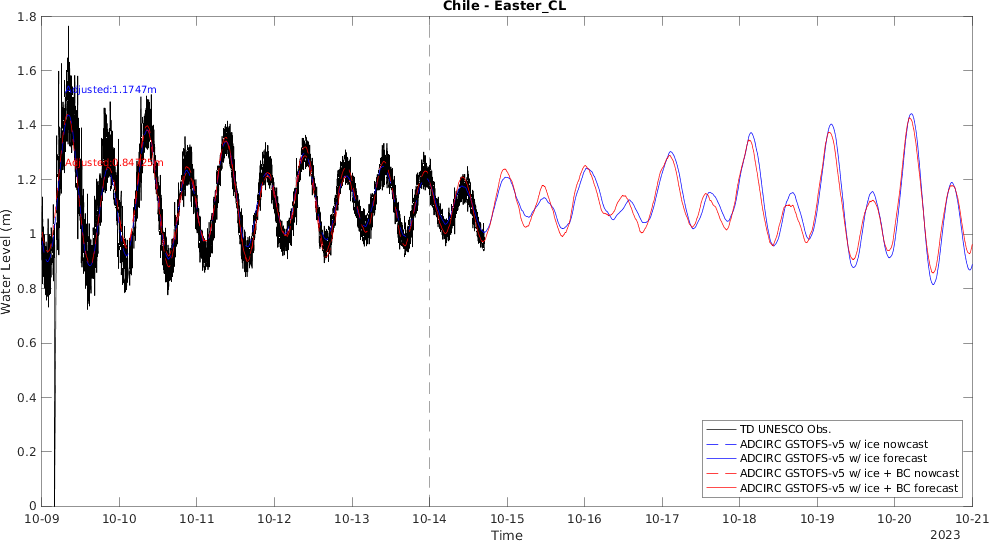 Chile - Easter_CL
Water Level (m)
1.8
1.6
1.4
1.2
1
0.8
0.6
0.4
0.2
0
Adjusted:1.1747m
10-09 10-10 10-11 10-12 10-13 10-14 10-15 10-16 10-17 10-18 10-19 10-20 10-21
Time
2023
TD UNESCO Obs.
ADCIRC GSTOFS-v5 w/ ice nowcast
ADCIRC GSTOFS-v5 w/ ice forecast
ADCIRC GSTOFS-v5 w/ ice + BC nowcast
ADCIRC GSTOFS-v5 w/ ice + BC forecast